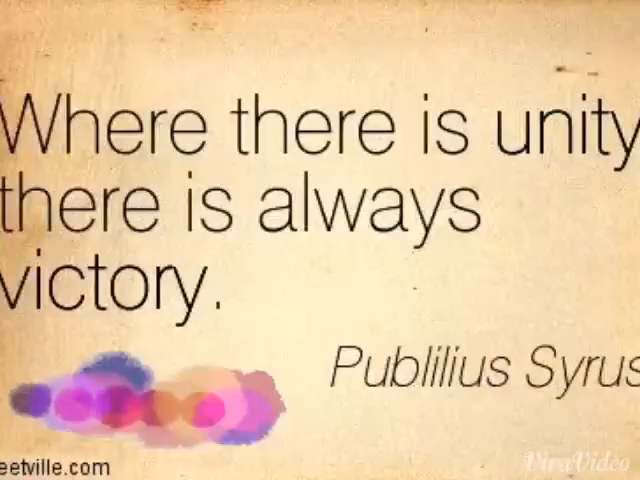 Where there is unity
there is always
victory.
Publilius Syrus
eetville.com
VivaVideo